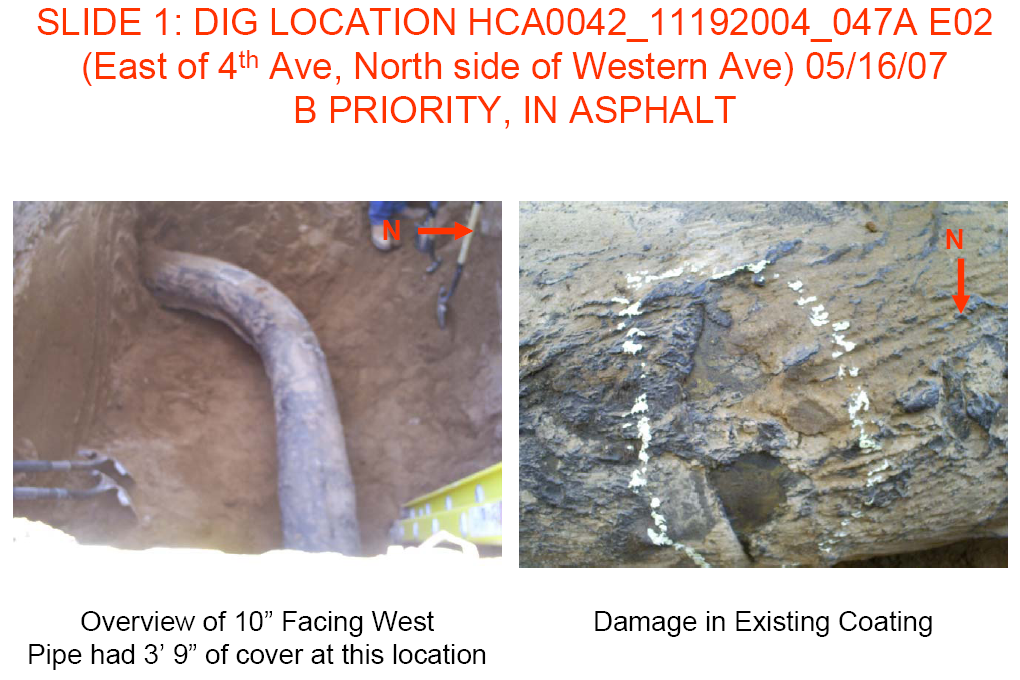 SLIDE 1: DIG LOCATION HCA0042_11192004_047A E02
(East of 4th Ave, North side of Western Ave) 05/16/07
B PRIORITY, IN ASPHALT
N
N
Overview of 10” Facing West
Pipe had 3’ 9” of cover at this location
Damage in Existing Coating